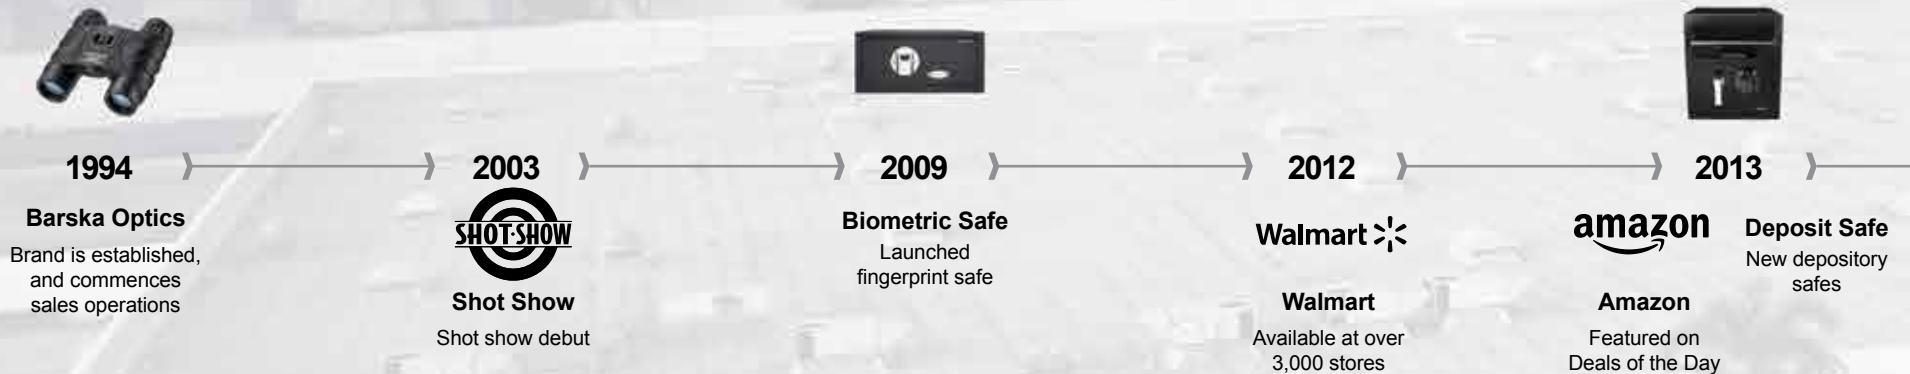 1994
Barska Optics
Brand is established,
and commences
sales operations
2003
SHOT·SHOW
Shot Show
Shot show debut
2009
Biometric Safe
Launched
fingerprint safe
2012
Walmart
Walmart
Available at over
3,000 stores
2013
amazon
Amazon
Featured on
Deals of the Day
Deposit Safe
New depository
safes